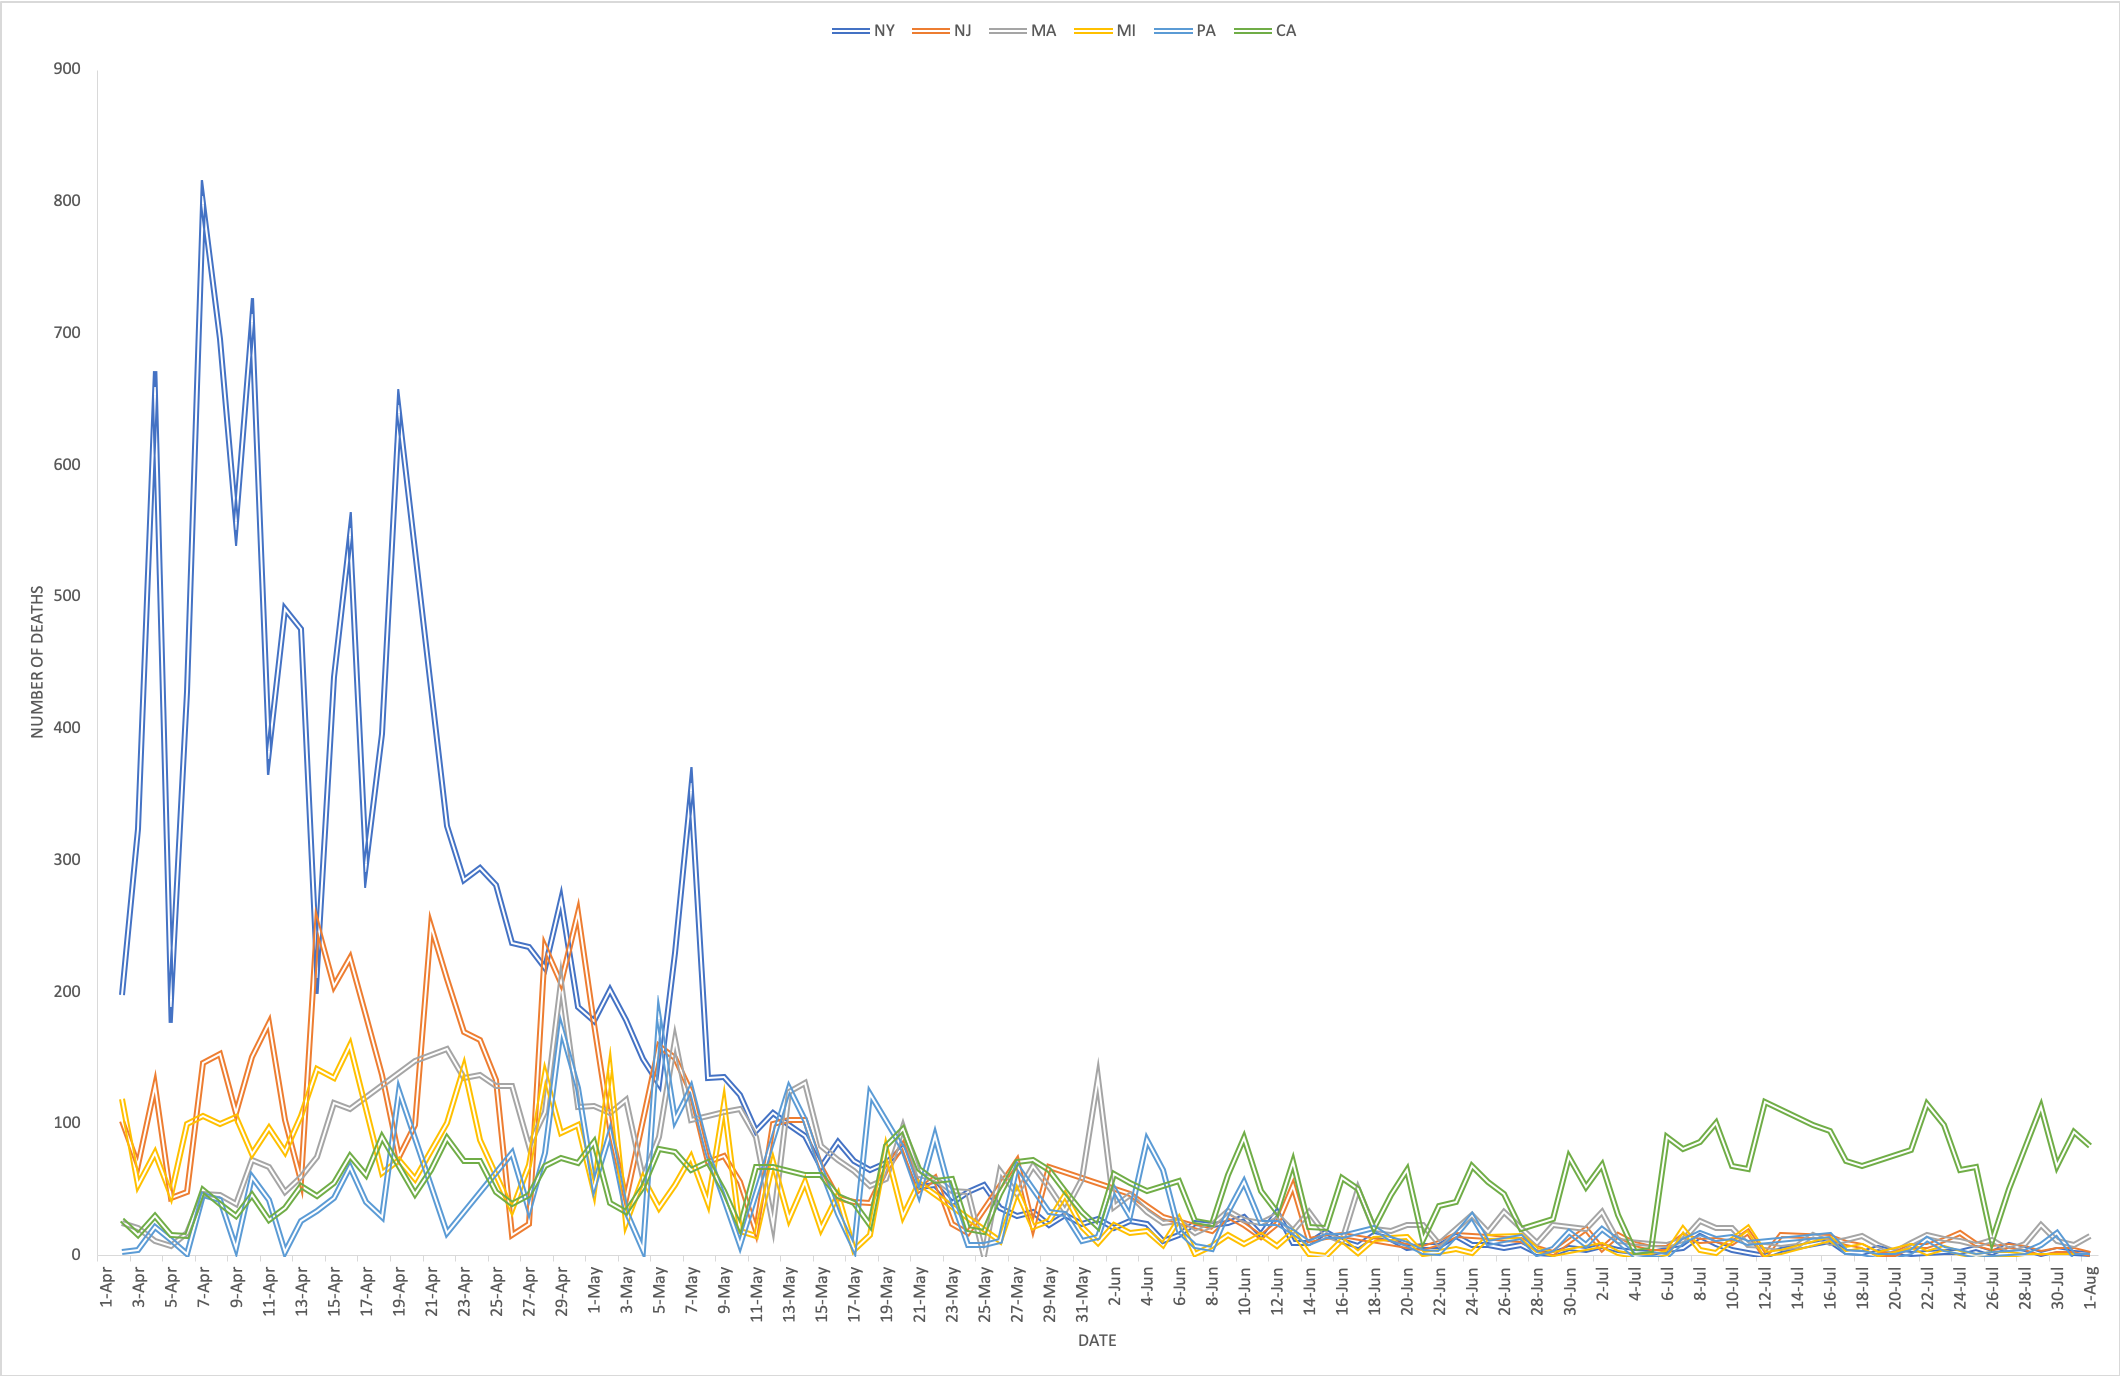 NY NJ MA MI PA CA
900
800
700
600
500
400
300
200
100
0
NUMBER OF DEATHS
1-Apr 3-Apr 5-Apr 7-Apr 9-Apr 11-Apr 13-Apr 15-Apr 17-Apr 19-Apr 21-Apr 23-Apr 25-Apr 27-Apr 29-Apr 1-May 3-May 5-May 7-May 9-May 11-May 13-May 15-May 17-May 19-May 21-May 23-May 25-May 27-May 29-May 31-May 2-Jun 4-Jun 6-Jun 8-Jun 10-Jun 12-Jun 14-Jun 16-Jun 18-Jun 20-Jun 22-Jun 24-Jun 26-Jun 28-Jun 30-Jun 2-Jul 4-Jul 6-Jul 8-Jul 10-Jul 12-Jul 14-Jul 16-Jul 18-Jul 20-Jul 22-Jul 24-Jul 26-Jul 28-Jul 30-Jul 1-Aug
DATE